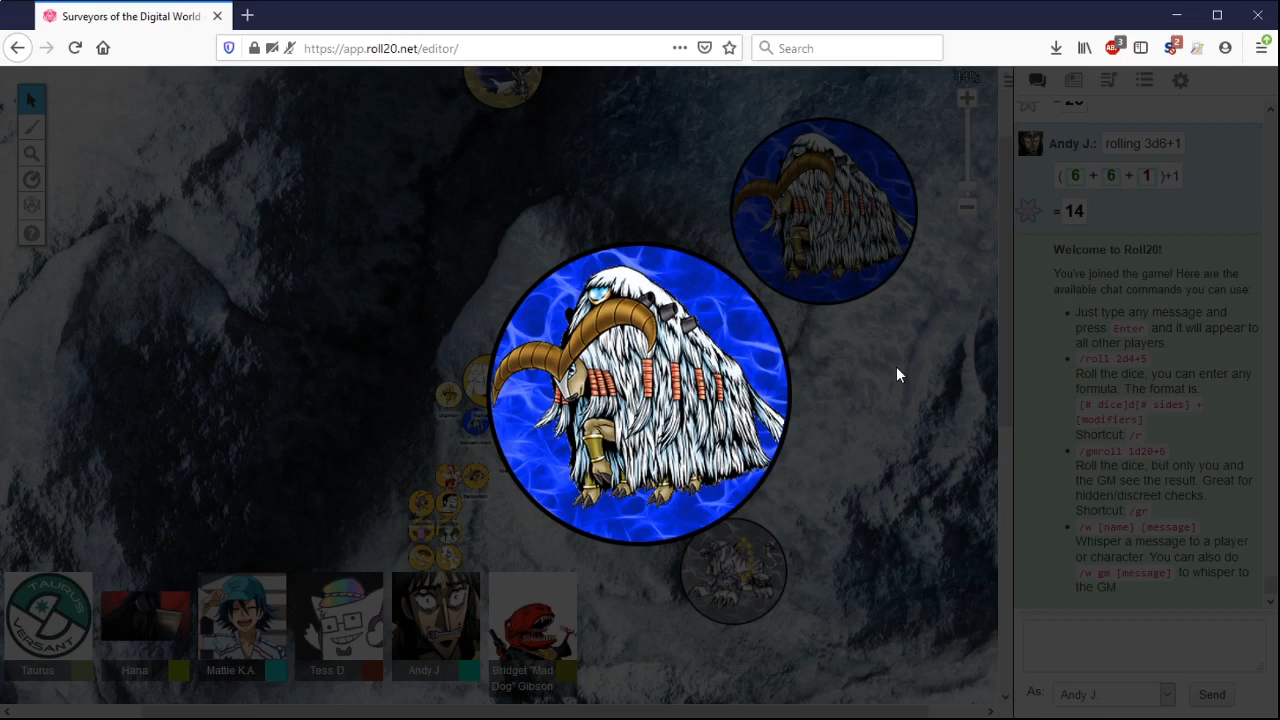 Surveyors of the Digital World
https://app.roll20.net/editor/
Search
3
2
= 20
Andy J.: rolling 3d6+1
( 6 + 6 + 1 )+1
= 14
Welcome to Roll20!
You've joined the game! Here are the
available chat commands you can use:
Just type any message and
press Enter and it will appear to
all other players.
/roll 2d4+5
Roll the dice, you can enter any
formula. The format is:
[# dice]d[# sides] +
[modifiers]
Shortcut: /r
/gmroll 1d20+6
Roll the dice, but only you and
the GM see the result. Great for
hidden/discreet checks.
Shortcut: /gr
/w [name] [message]
Whisper a message to a player
or character. You can also do
/w gm [message] to whisper to
the GM
TAURUS
VERSANT
Taurus
Hana
Mattie K.A.
Tess D.
Andy J.
Bridget "Mad
Dog" Gibson
As: Andy J.
Send